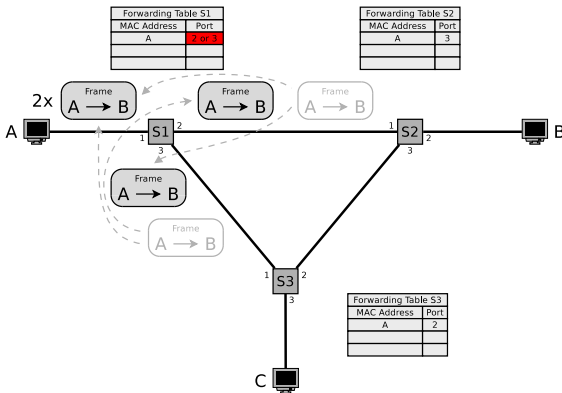 Forwarding Table S1
MAC Address Port
A 2 or 3
Forwarding Table S2
MAC Address Port
A 3
2x
Frame
A B
Frame
A B
Frame
A B
A
1
S1
2
3
1
S2
2
3
B
Frame
A B
Frame
A B
1
S3
2
3
Forwarding Table S3
MAC Address Port
A 2
C